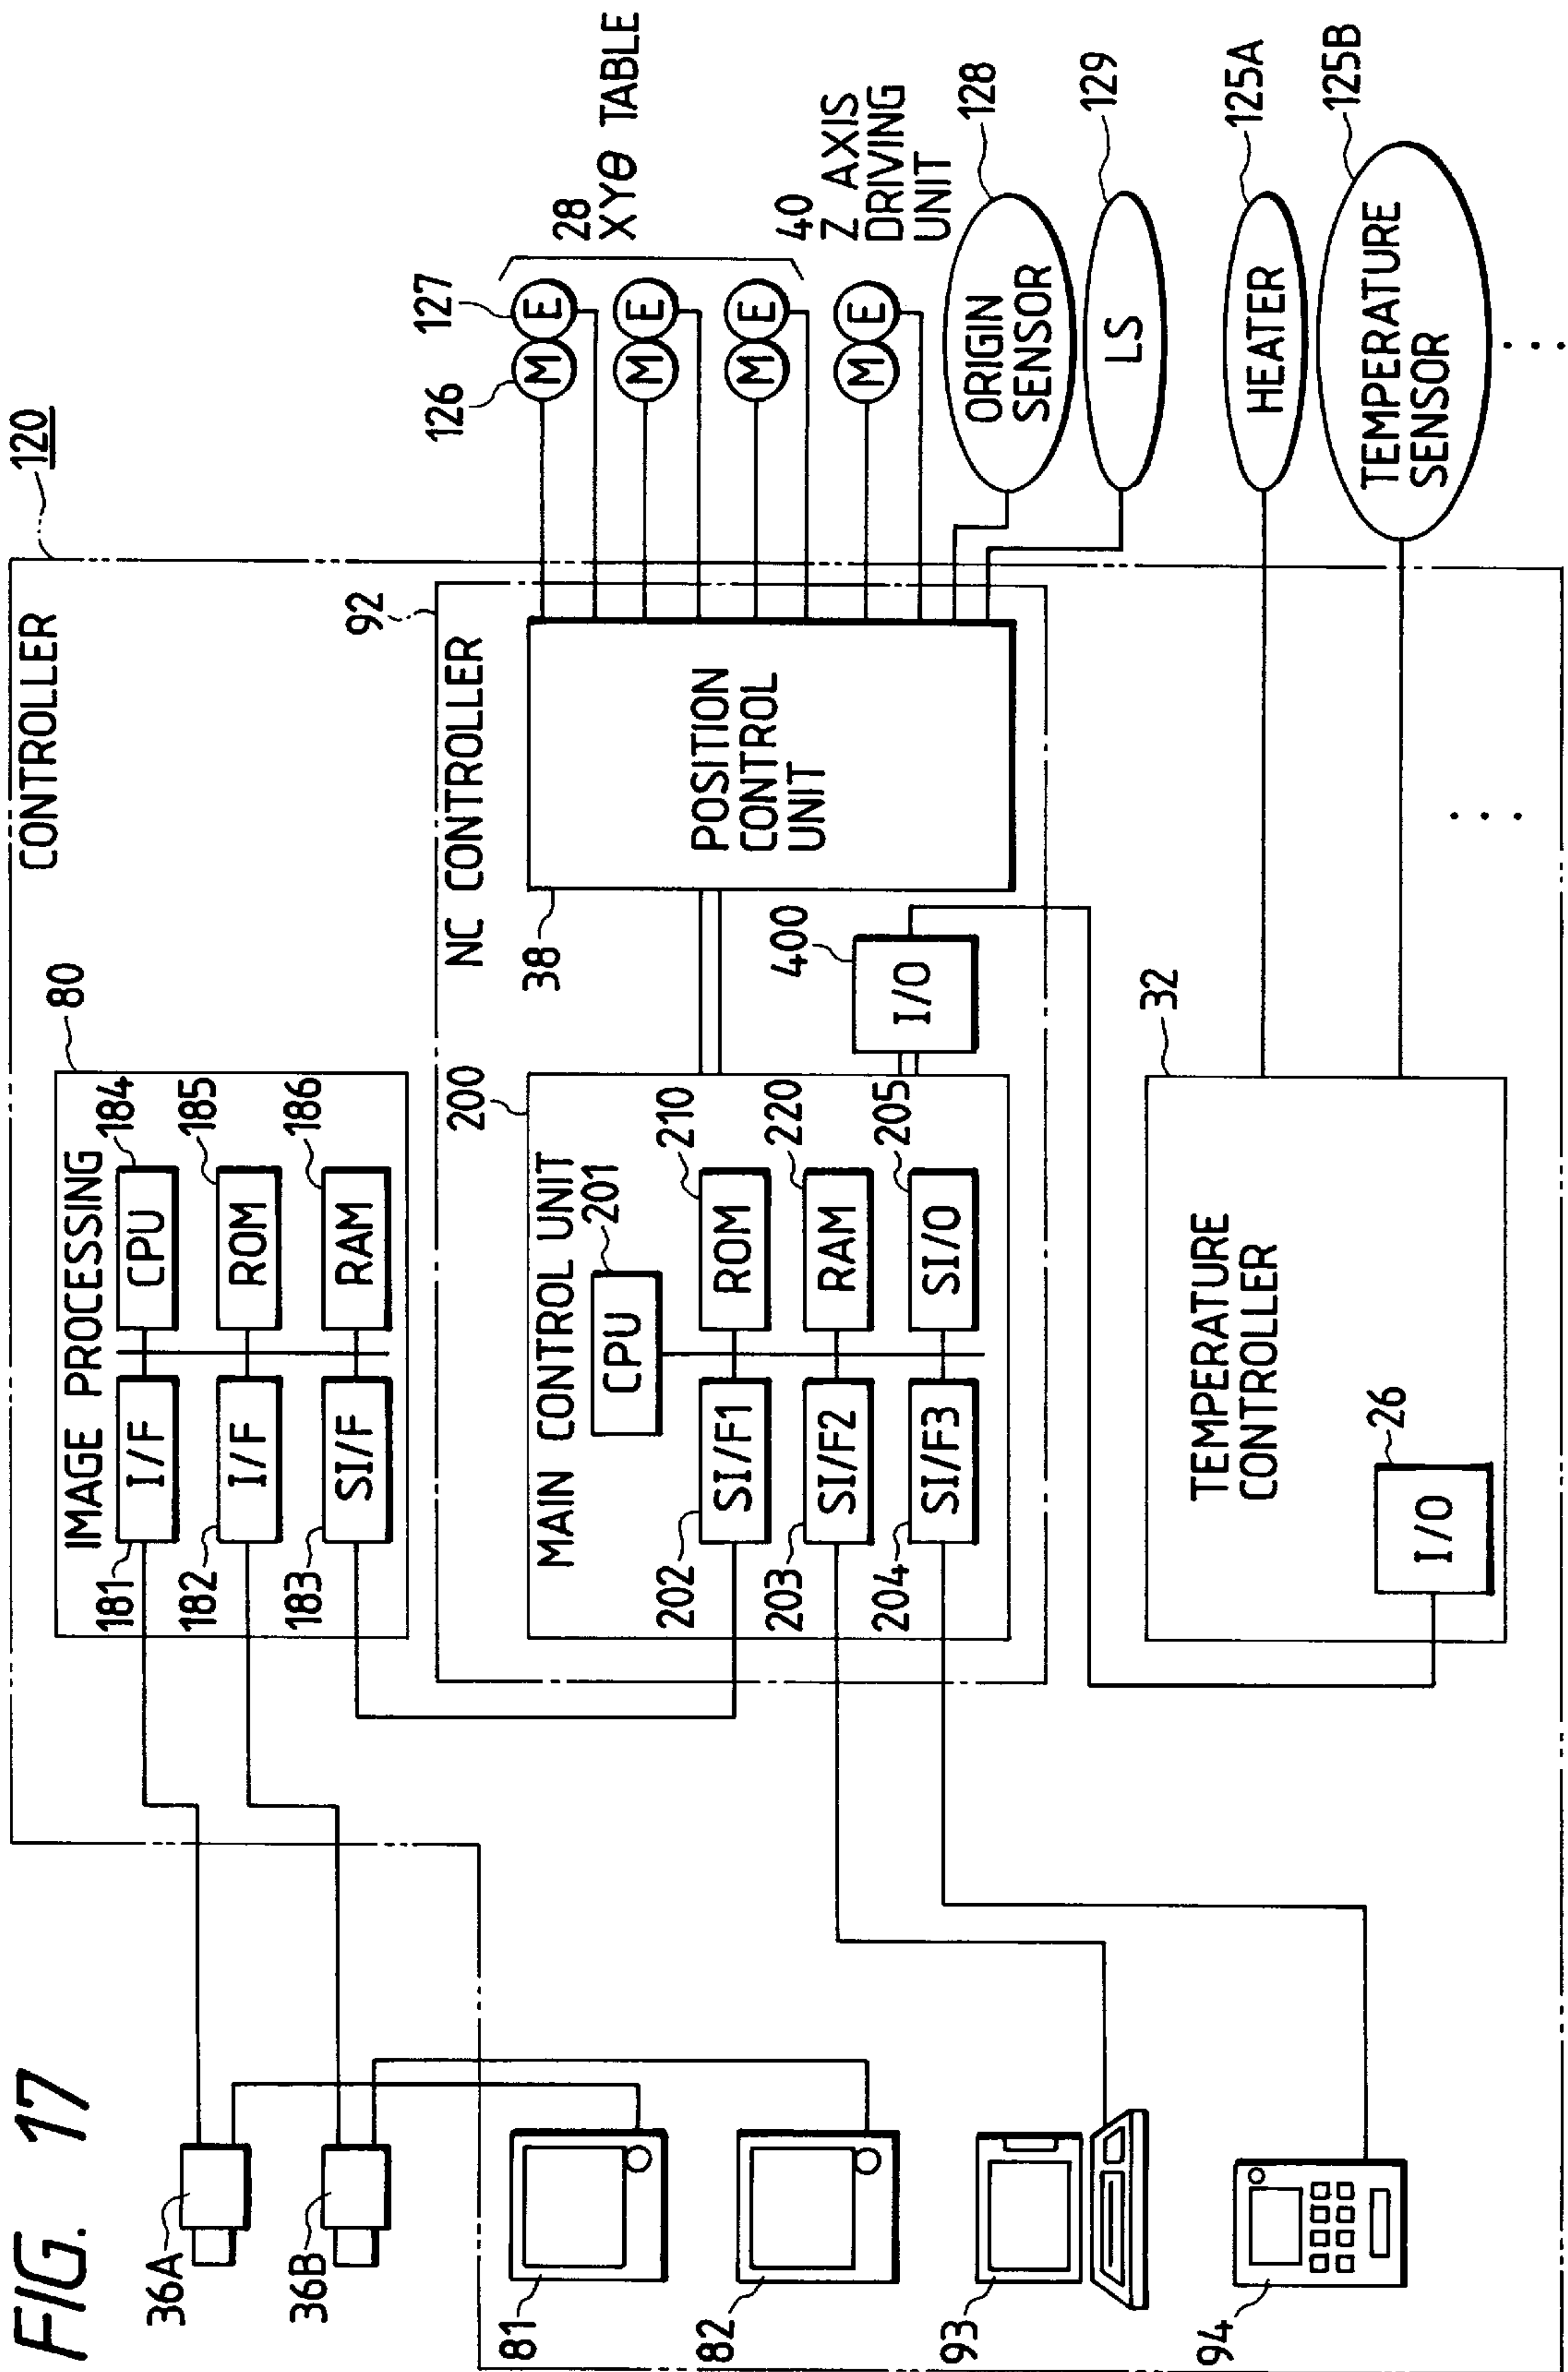 FIG. 17
CONTROLLER
120
36A
36B
81
82
93
94
IMAGE PROCESSING
80
181
I/F
CPU
184
182
I/F
ROM
185
183
SI/F
RAM
186
NC CONTROLLER
92
MAIN CONTROL UNIT
200
CPU
201
202
SI/F1
ROM
210
203
SI/F2
RAM
220
204
SI/F3
SI/O
205
I/O
400
38
POSITION
CONTROL
UNIT
TEMPERATURE
CONTROLLER
32
I/O
26
126
127
M E
M E
M E
M E
28
XYθ TABLE
40
Z AXIS
DRIVING
UNIT
ORIGIN
SENSOR
128
LS
129
HEATER
125A
TEMPERATURE
SENSOR
125B